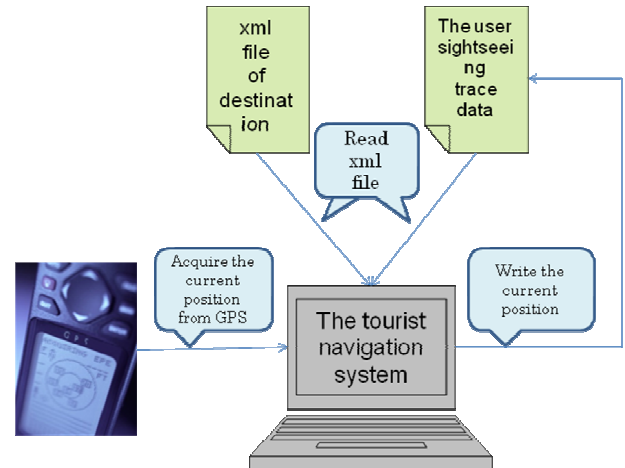 xml
file
of
destinat
ion
The user
sightseei
ng
trace
data
Read
xml
file
Acquire the
current
position
from GPS
Write the
current
position
GPS
The tourist
navigation
system